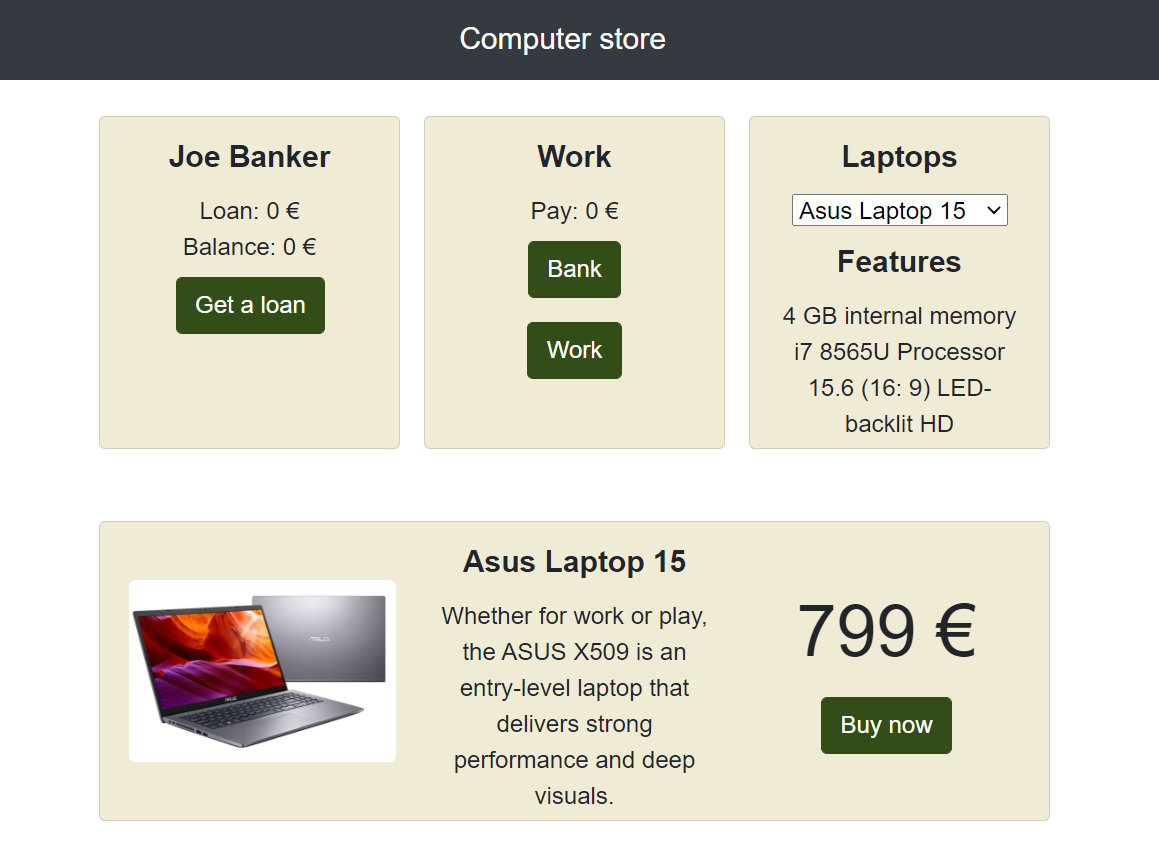 Computer store
Joe Banker
Loan: 0 €
Balance: 0 €
Get a loan
Work
Pay: 0 €
Bank
Work
Laptops
Asus Laptop 15
Features
4 GB internal memory
i7 8565U Processor
15.6 (16: 9) LED-
backlit HD
Asus Laptop 15
Whether for work or play,
the ASUS X509 is an
entry-level laptop that
delivers strong
performance and deep
visuals.
799 €
Buy now